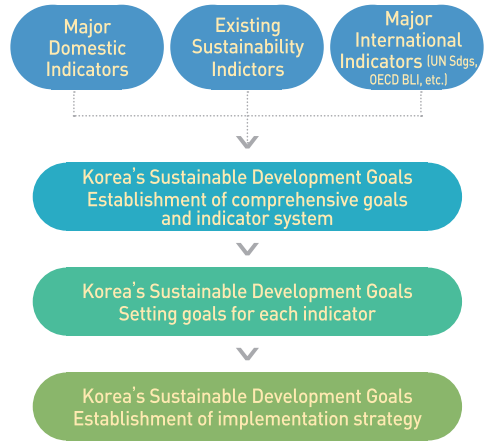 Major
Domestic
Indicators
Existing
Sustainability
Indictors
Major
International
Indicators (UN Sdgs,
OECD BLI, etc.)
Korea's Sustainable Development Goals
Establishment of comprehensive goals
and indicator system
Korea's Sustainable Development Goals
Setting goals for each indicator
Korea's Sustainable Development Goals
Establishment of implementation strategy